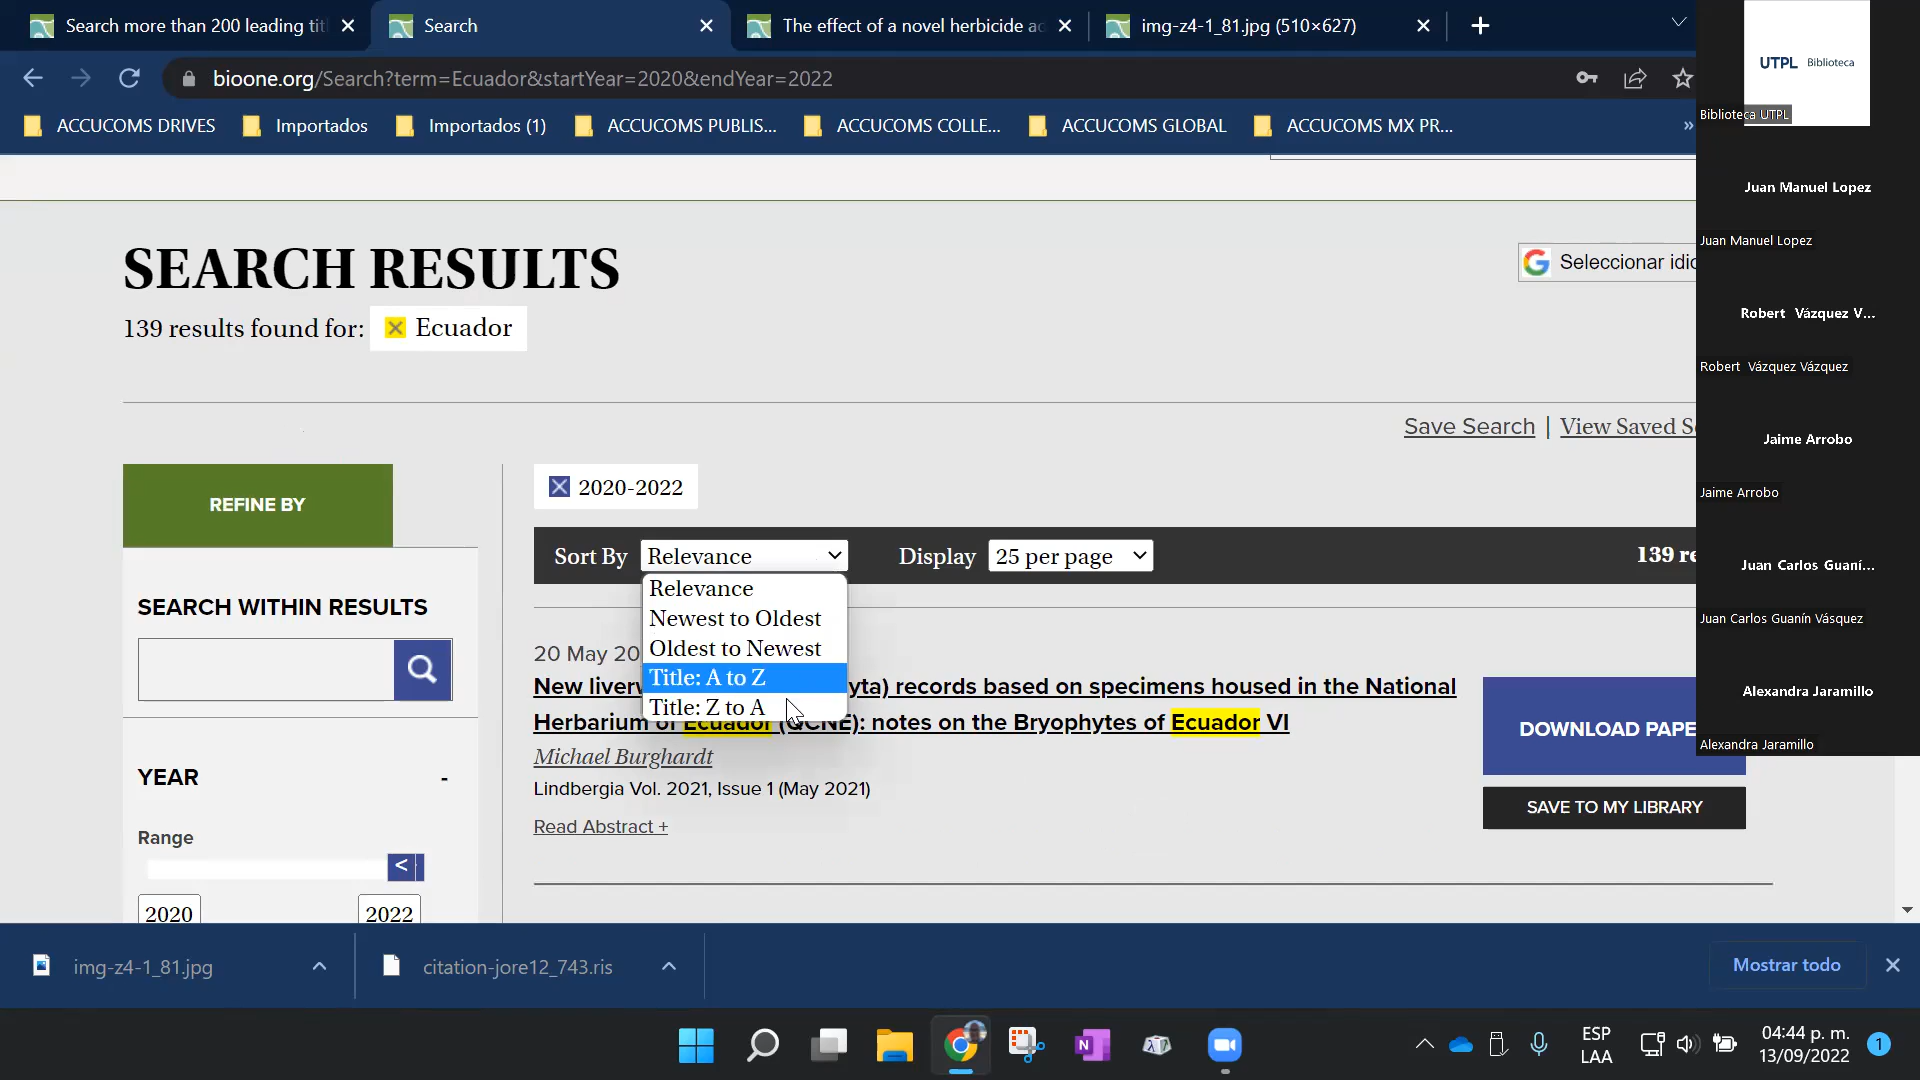 Search more than 200 leading tit
Search
The effect of a novel herbicide ad
img-z4-1_81.jpg (510×627)
bioone.org/Search?term=Ecuador&startYear=2020&endYear=2022
ACCUCOMS DRIVES
Importados
Importados (1)
ACCUCOMS PUBLIS...
ACCUCOMS COLLE...
ACCUCOMS GLOBAL
ACCUCOMS MX PR...
»
UTPL Biblioteca
Biblioteca UTPL
Juan Manuel Lopez
Juan Manuel Lopez
Robert Vázquez V...
Robert Vázquez Vázquez
Jaime Arrobo
Jaime Arrobo
Juan Carlos Guaní...
Juan Carlos Guanín Vásquez
Alexandra Jaramillo
Alexandra Jaramillo
SEARCH RESULTS
Seleccionar idio
139 results found for: Ecuador
Save Search | View Saved Se
REFINE BY
2020-2022
Sort By Relevance
Display 25 per page
139 re
Relevance
Newest to Oldest
Oldest to Newest
Title: A to Z
Title: Z to A
SEARCH WITHIN RESULTS
20 May 20
New liverw yta) records based on specimens housed in the National
Herbarium of Ecuador (QCNE): notes on the Bryophytes of Ecuador VI
Michael Burghardt
Lindbergia Vol. 2021, Issue 1 (May 2021)
Read Abstract +
DOWNLOAD PAPE
SAVE TO MY LIBRARY
YEAR
-
Range
<
2020
2022
img-z4-1_81.jpg
citation-jore12_743.ris
Mostrar todo
ESP
LAA
04:44 p. m.
13/09/2022
1